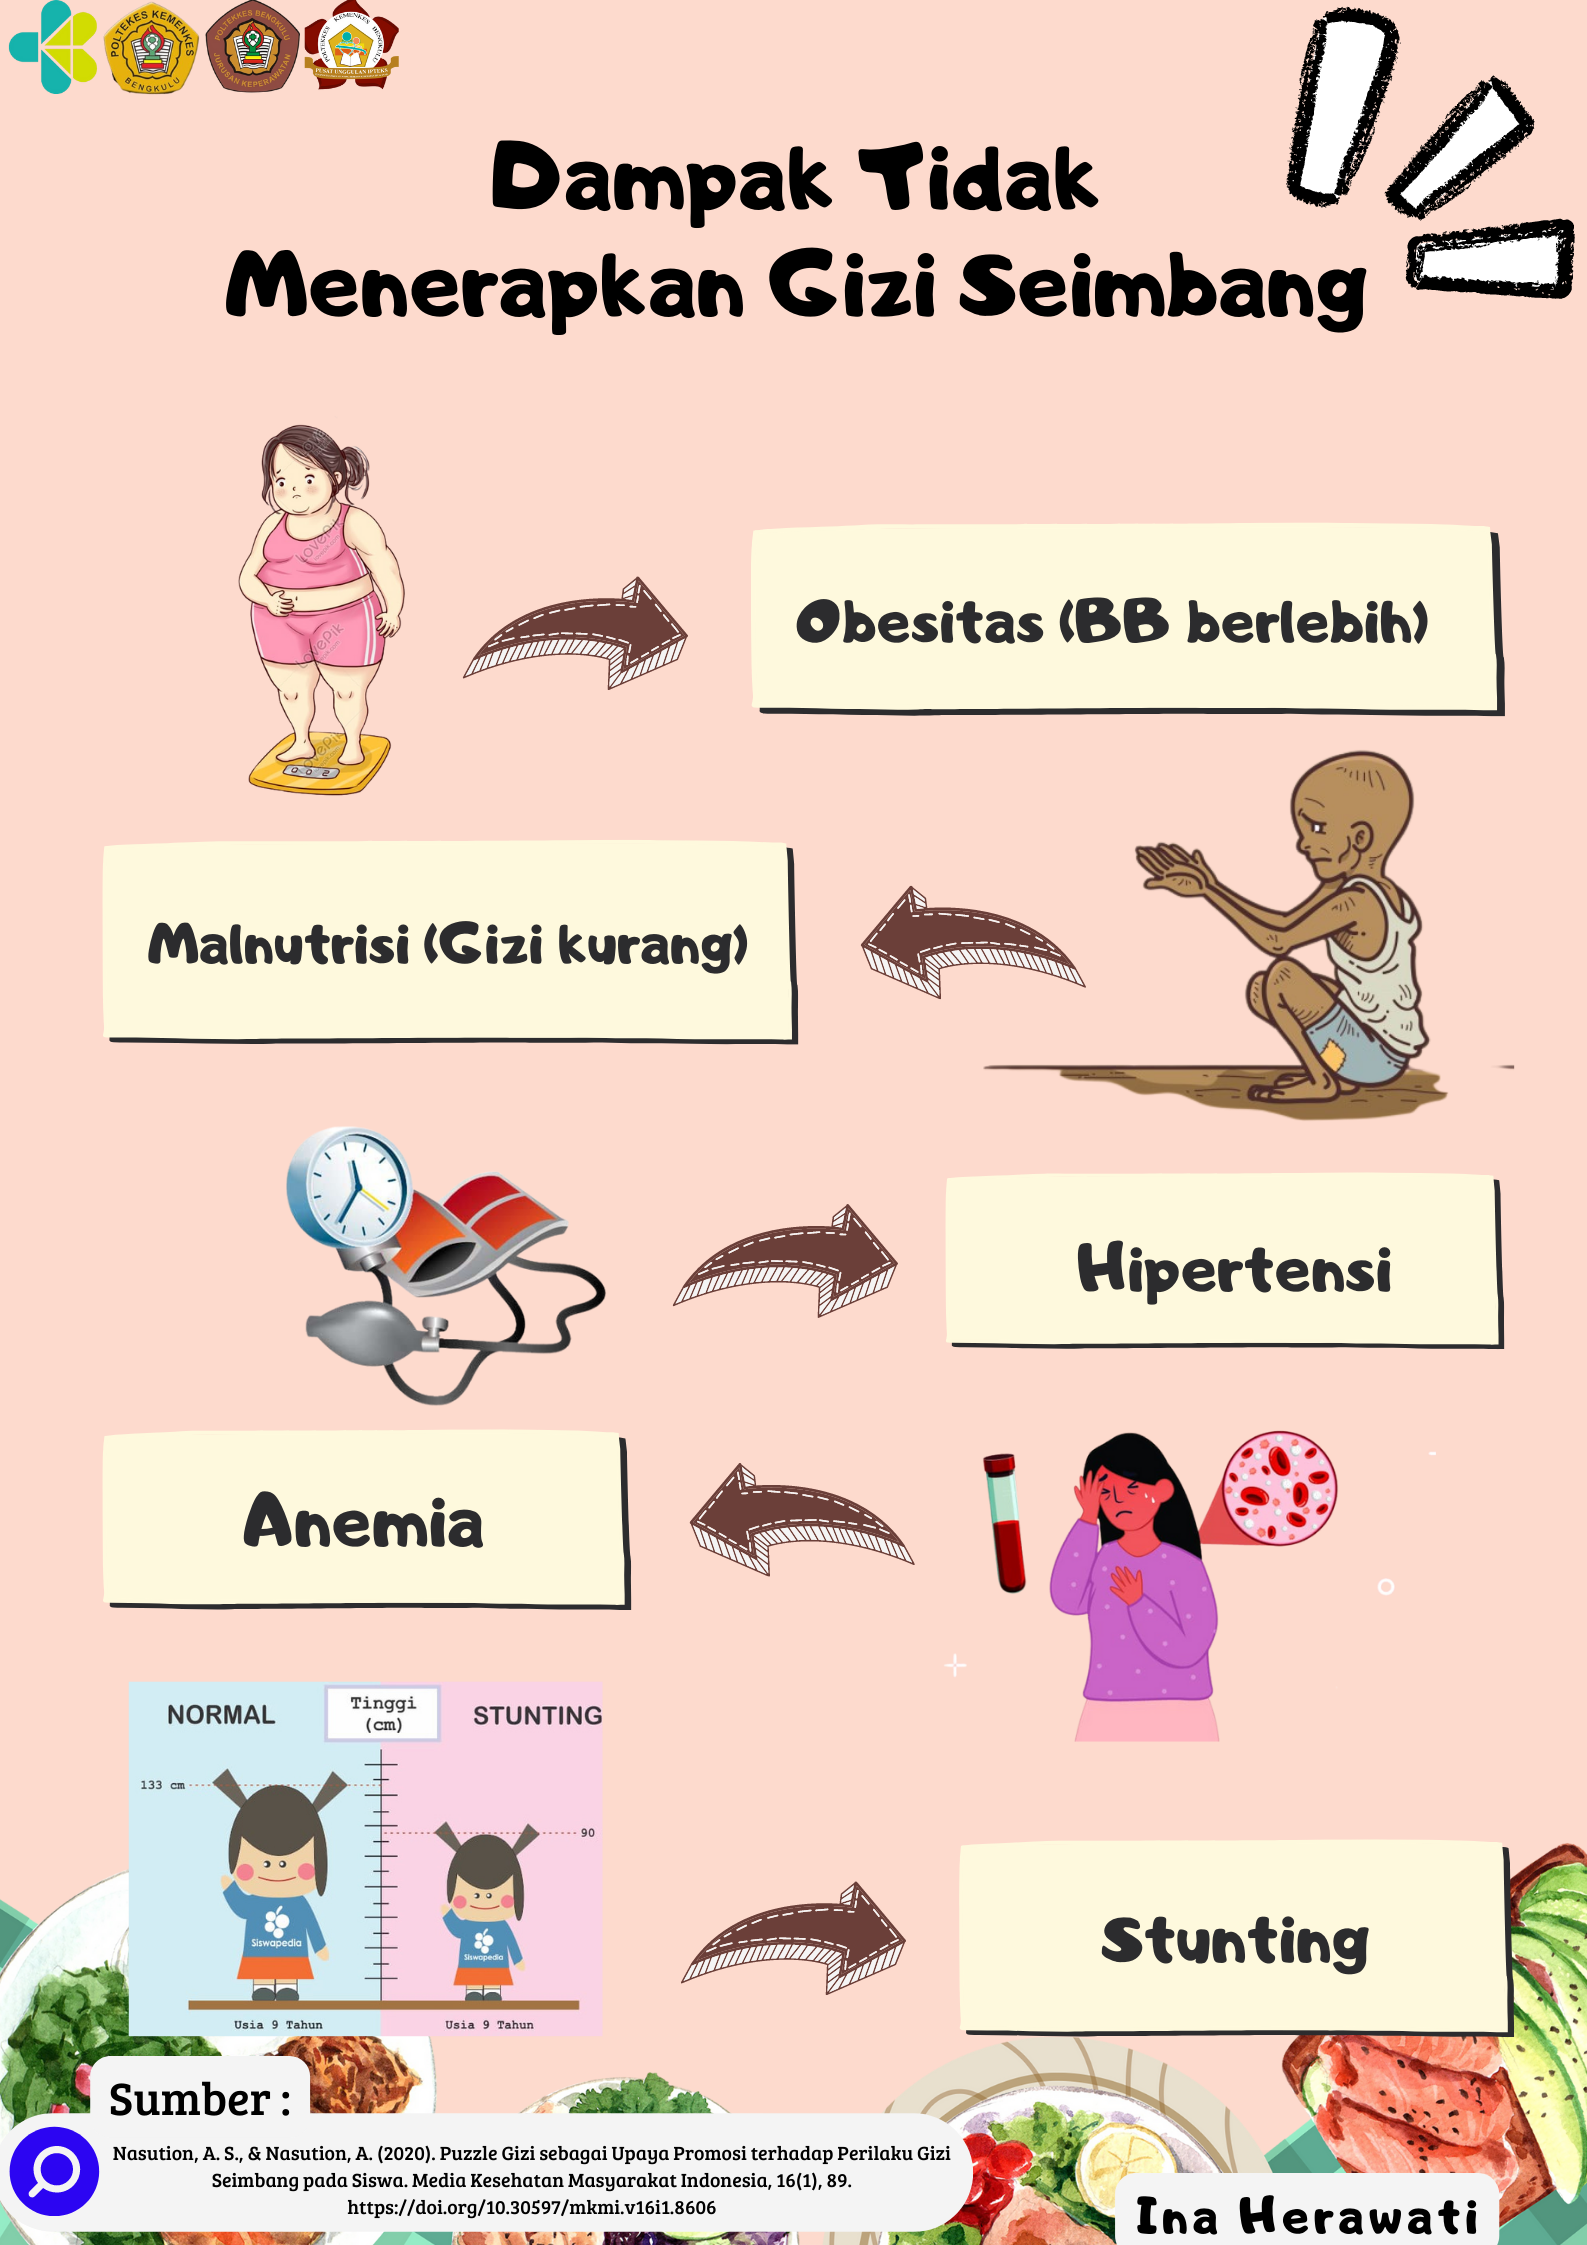 POLTEKES KEMENKES
BENGKULU
POLTEKKES BENGKULU
JURUSAN KEPERAWATAN
POLTEKKES KEMENKES BENGKULU
PUSAT UNGGULAN IPTEKS
Dampak Tidak
Menerapkan Gizi Seimbang
Obesitas (BB berlebih)
Malnutrisi (Gizi kurang)
Hipertensi
Anemia
NORMAL
Tinggi
(cm)
STUNTING
133 cm
90
Siswapedia
Siswapedia
Usia 9 Tahun
Usia 9 Tahun
Stunting
Sumber :
Nasution, A. S., & Nasution, A. (2020). Puzzle Gizi sebagai Upaya Promosi terhadap Perilaku Gizi
Seimbang pada Siswa. Media Kesehatan Masyarakat Indonesia, 16(1), 89.
https://doi.org/10.30597/mkmi.v16i1.8606
Ina Herawati